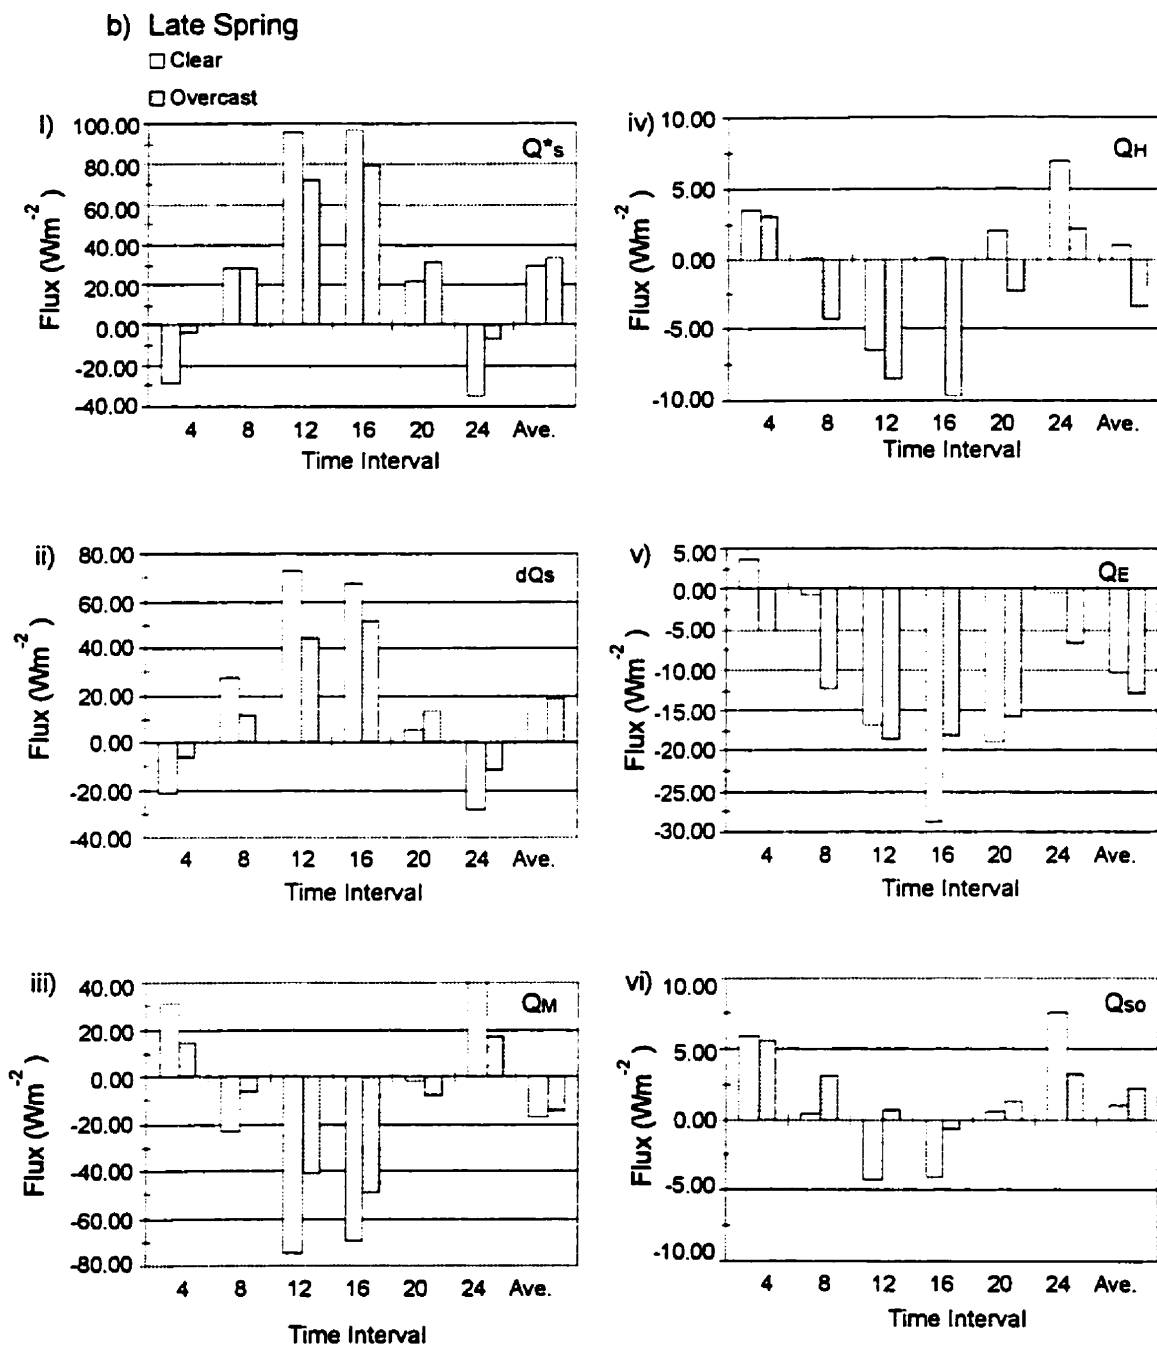 b) Late Spring
Clear
Overcast
i)
Q*s
100.00
80.00
60.00
40.00
20.00
0.00
-20.00
-40.00
Flux (Wm-2)
4 8 12 16 20 24 Ave.
Time Interval
iv)
QH
10.00
5.00
0.00
-5.00
-10.00
Flux (Wm-2)
4 8 12 16 20 24 Ave.
Time Interval
ii)
dQs
80.00
60.00
40.00
20.00
0.00
-20.00
-40.00
Flux (Wm-2)
4 8 12 16 20 24 Ave.
Time Interval
v)
QE
5.00
0.00
-5.00
-10.00
-15.00
-20.00
-25.00
-30.00
Flux (Wm-2)
4 8 12 16 20 24 Ave.
Time Interval
iii)
QM
40.00
20.00
0.00
-20.00
-40.00
-60.00
-80.00
Flux (Wm-2)
4 8 12 16 20 24 Ave.
Time Interval
vi)
Qso
10.00
5.00
0.00
-5.00
-10.00
Flux (Wm-2)
4 8 12 16 20 24 Ave.
Time Interval